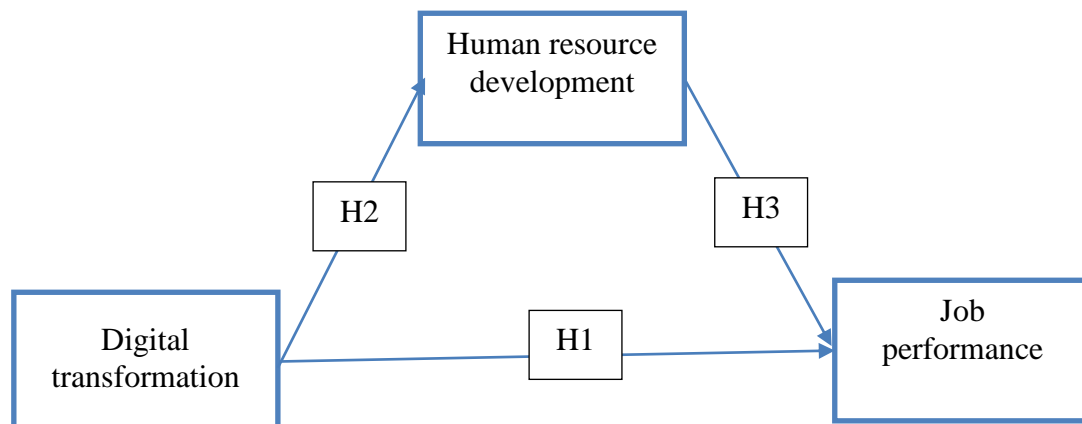 Human resource
development
H2
H3
Digital
transformation
H1
Job
performance